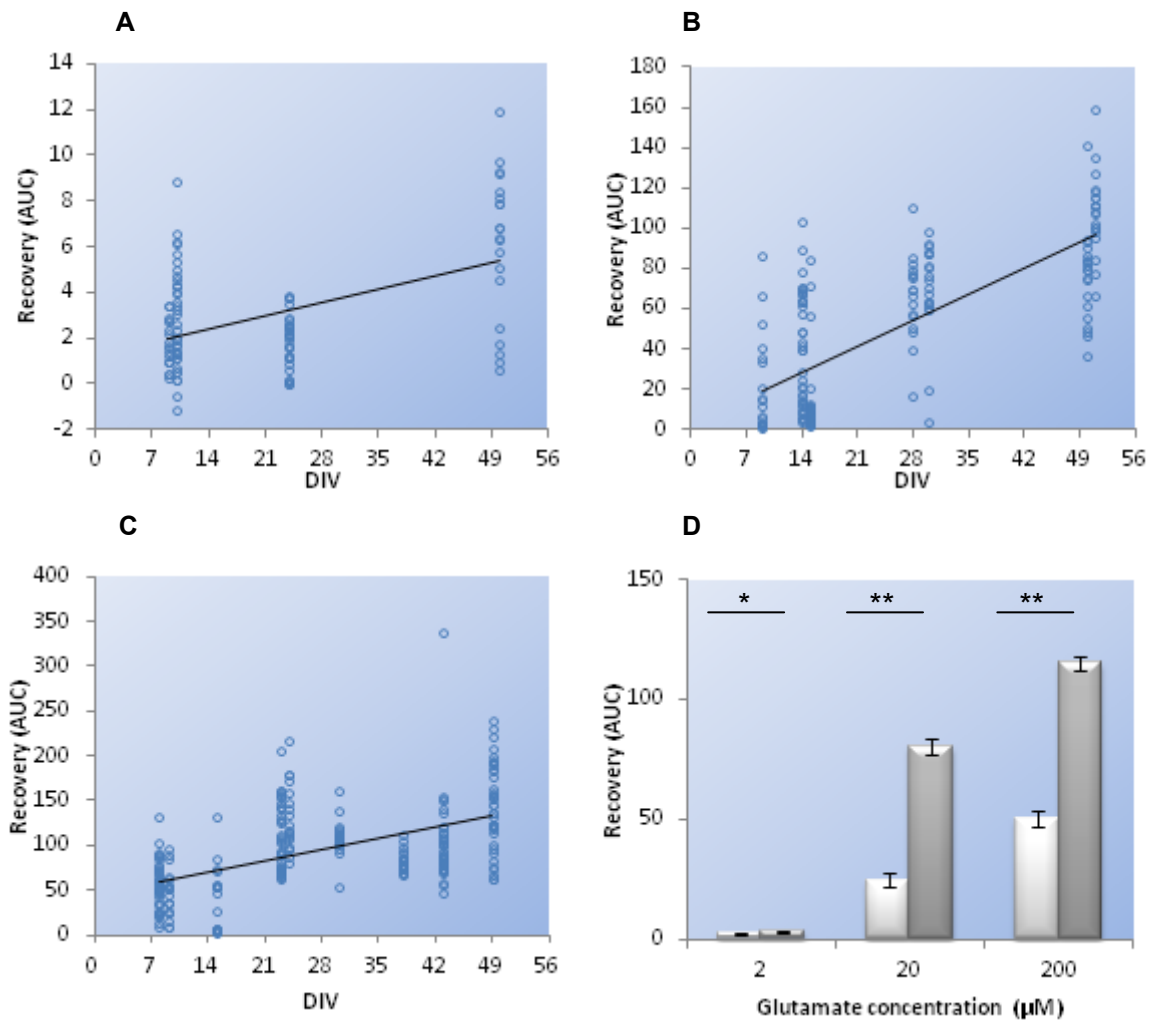 A
14
12
10
8
6
4
2
0
-2
Recovery (AUC)
0 7 14 21 28 35 42 49 56
DIV
B
180
160
140
120
100
80
60
40
20
0
Recovery (AUC)
0 7 14 21 28 35 42 49 56
DIV
C
400
350
300
250
200
150
100
50
0
Recovery (AUC)
0 7 14 21 28 35 42 49 56
DIV
D
150
100
50
0
Recovery (AUC)
* ** **
2 20 200
Glutamate concentration (µM)